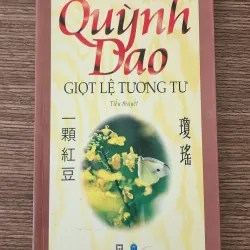 Quỳnh
Dao
GIỌT LỆ TƯƠNG TƯ
Tiểu thuyết
一顆紅豆
瓊瑤